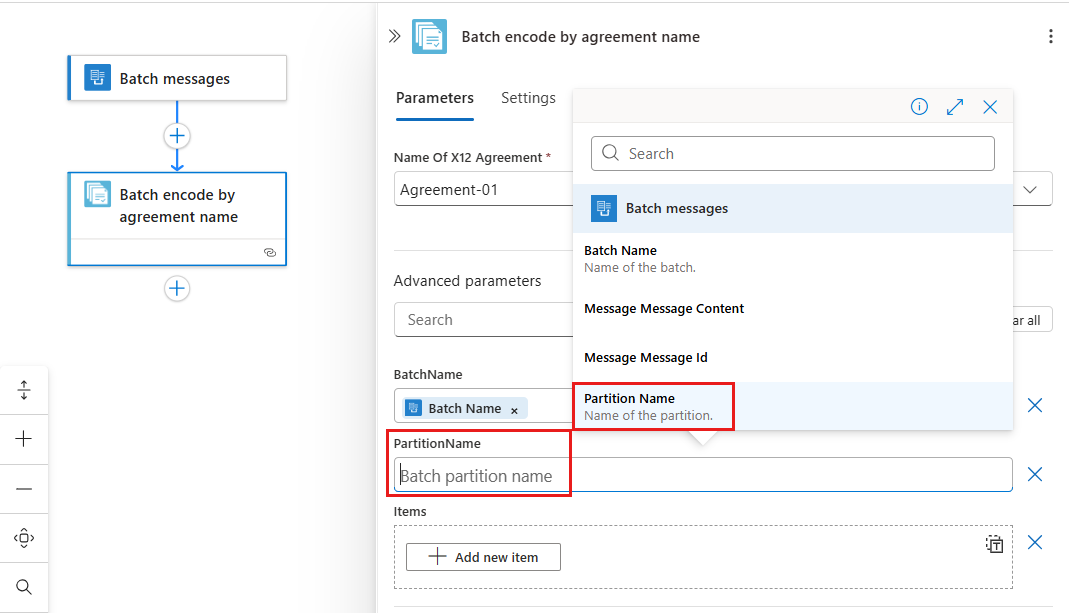 Batch messages
Batch encode by
agreement name
Batch encode by agreement name
Parameters
Settings
Name Of X12 Agreement *
Agreement-01
Search
Batch messages
Batch Name
Name of the batch.
Message Message Content
Message Message Id
Partition Name
Name of the partition.
Advanced parameters
Search
ar all
BatchName
Batch Name ×
PartitionName
Batch partition name
Items
Add new item